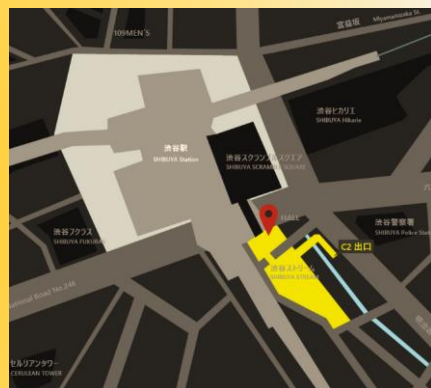 109MEN'S
宮益坂
Miyamasuzaka St.
渋谷ヒカリエ
SHIBUYA Hikarie
渋谷駅
SHIBUYA Station
渋谷スクランブルスクエア
SHIBUYA SCRAMBLE SQUARE
HALL
渋谷警察署
SHIBUYA Police Stat
渋谷フクラス
SHIBUYA FUKURAS
C2 出口
渋谷ストリーム
SHIBUYA STREAM
National Road No.246
セルリアンタワー
CERULEAN TOWER